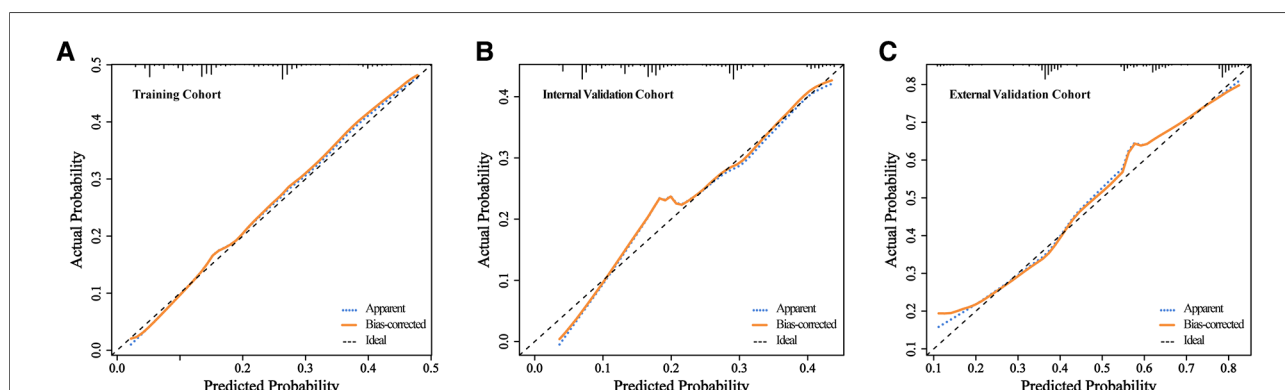 A
0.5
0.4
0.3
0.2
0.1
0.0
Actual Probability
Training Cohort
Apparent
Bias-corrected
Ideal
0.0
0.2
0.3
0.4
0.5
Predicted Probability
B
0.4
0.3
0.2
0.1
0.0
Actual Probability
Internal Validation Cohort
Apparent
Bias-corrected
Ideal
0.0
0.1
0.2
0.3
0.4
Predicted Probability
C
0.8
0.7
0.6
0.5
0.4
0.3
0.2
0.1
Actual Probability
External Validation Cohort
Apparent
Bias-corrected
Ideal
0.1
0.2
0.3
0.4
0.5
0.6
0.7
0.8
Predicted Probability